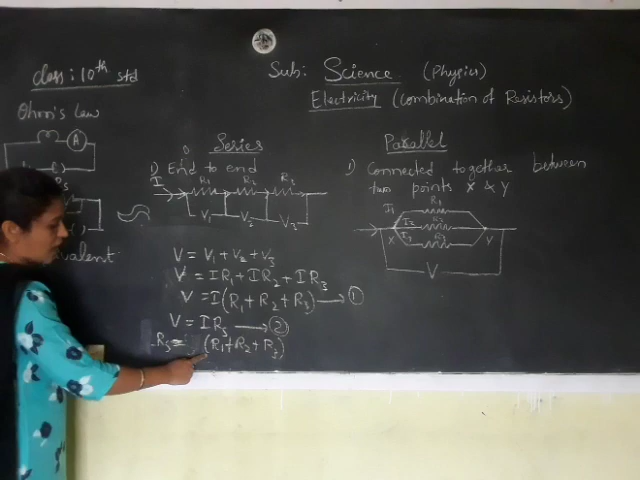 class: 10th std
Sub: Science (Physics)
Electricity (combination of Resistors)
Ohm's law
A
Series
1) End to end
I R1 R2 R3
V1 V2 V3
V = V1 + V2 + V3
V = IR1 + IR2 + IR3
V = I(R1 + R2 + R3) → ①
V = IRs → ②
Rs = (R1 + R2 + R3)
Parallel
1) Connected together between
two points X & Y
I1 R1
I2 R2
X I3 R3 Y
V